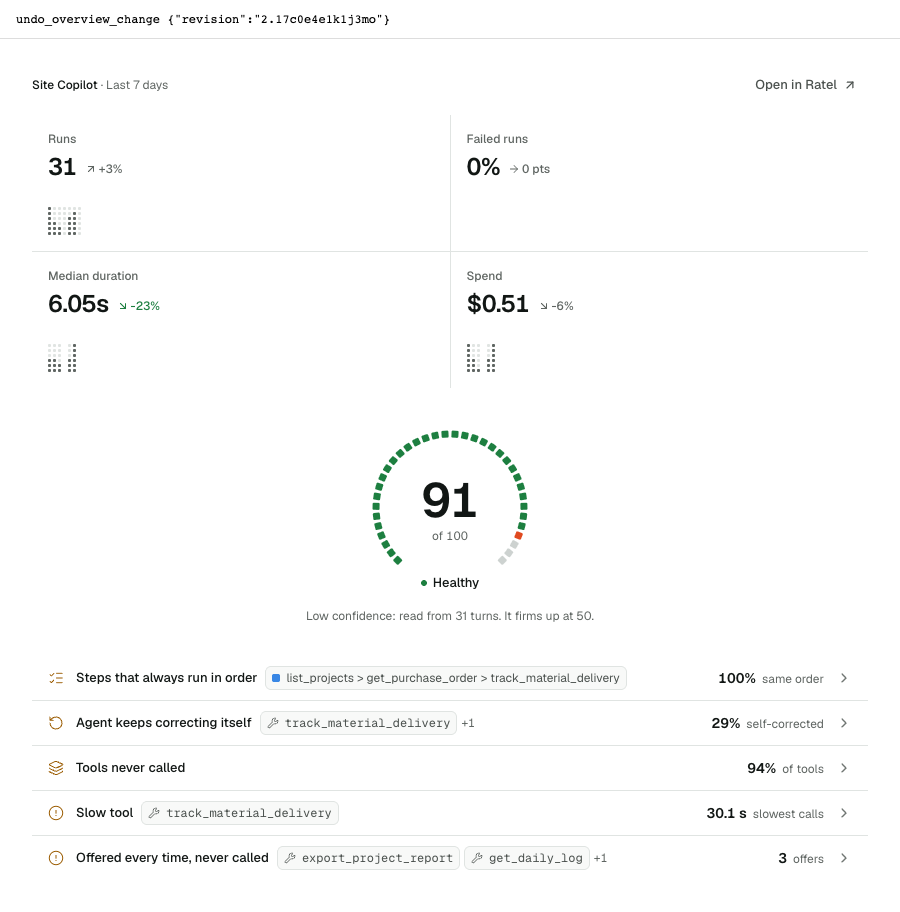 undo_overview_change {"revision":"2.17c0e4e1k1j3mo"}
Site Copilot · Last 7 days
Open in Ratel
Runs
31 +3%
Failed runs
0% 0 pts
Median duration
6.05s -23%
Spend
$0.51 -6%
91
of 100
Healthy
Low confidence: read from 31 turns. It firms up at 50.
Steps that always run in order list_projects > get_purchase_order > track_material_delivery 100% same order
Agent keeps correcting itself track_material_delivery +1 29% self-corrected
Tools never called 94% of tools
Slow tool track_material_delivery 30.1 s slowest calls
Offered every time, never called export_project_report get_daily_log +1 3 offers